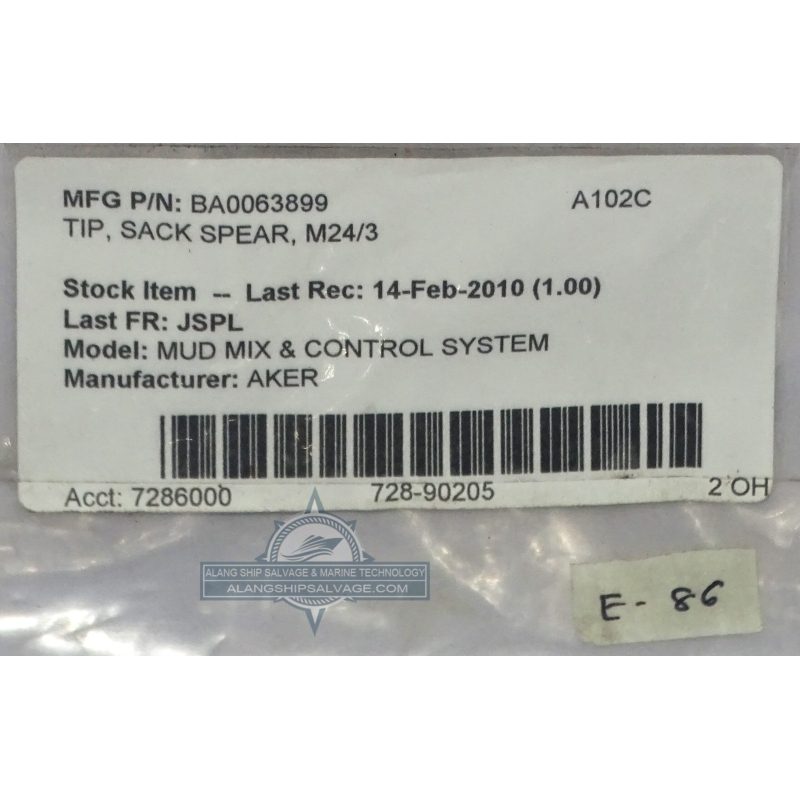 MFG P/N: BA0063899 A102C
TIP, SACK SPEAR, M24/3
Stock Item -- Last Rec: 14-Feb-2010 (1.00)
Last FR: JSPL
Model: MUD MIX & CONTROL SYSTEM
Manufacturer: AKER
Acct: 7286000 728-90205 2 OH
ALANG SHIP SALVAGE & MARINE TECHNOLOGY
ALANGSHIPSALVAGE.COM
E- 86